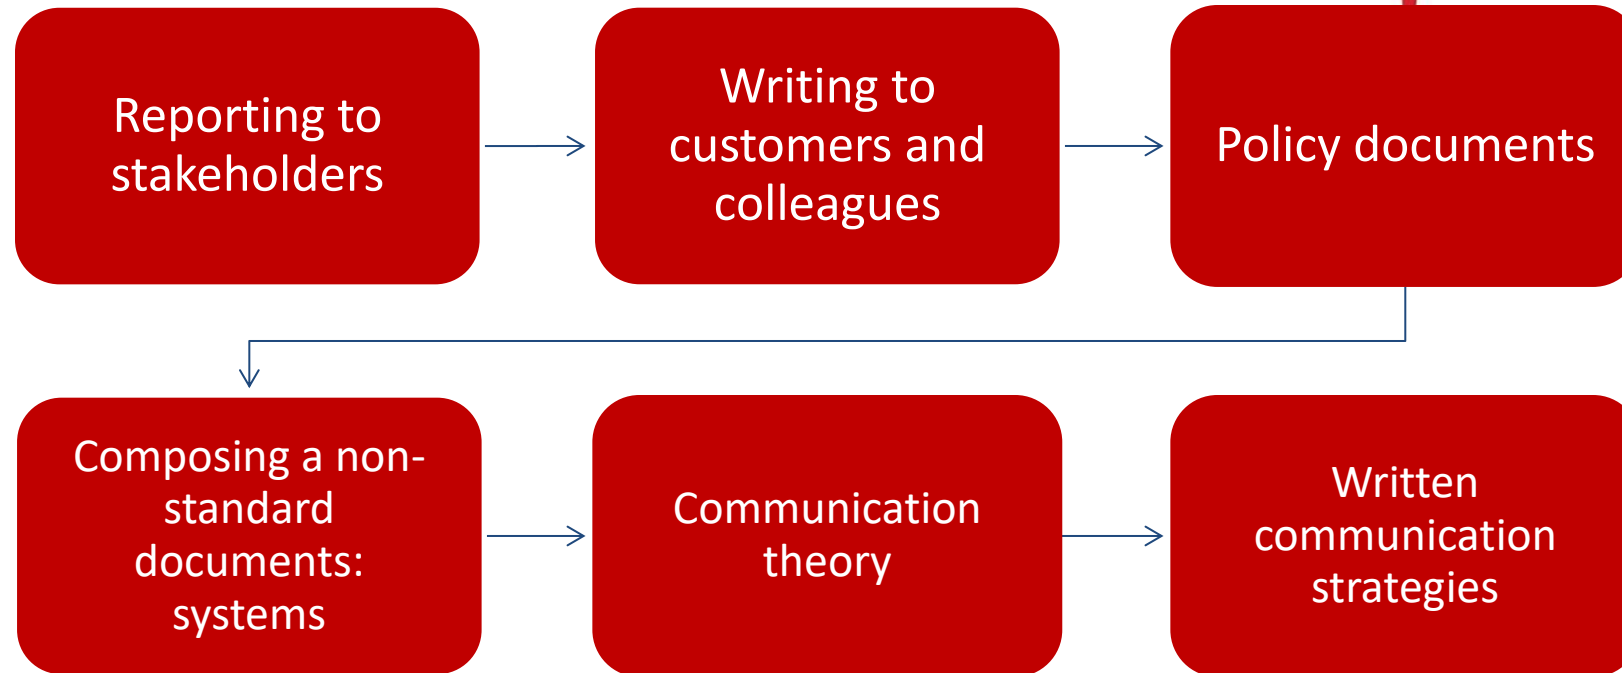 Reporting to
stakeholders
Writing to
customers and
colleagues
Policy documents
Composing a non-
standard
documents:
systems
Communication
theory
Written
communication
strategies